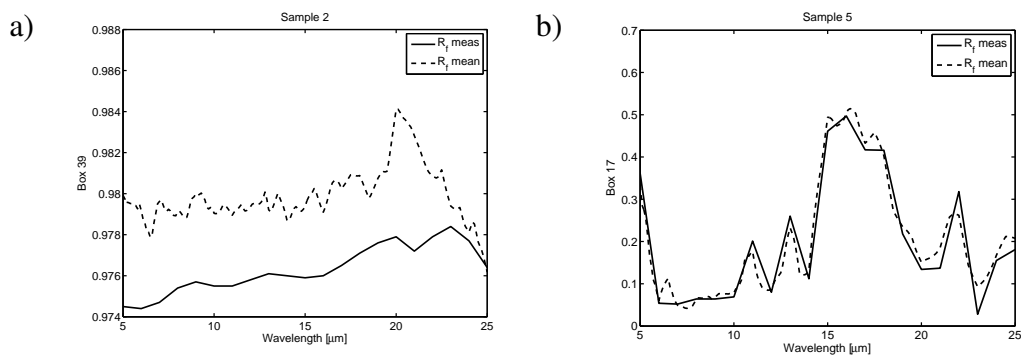 a)
Sample 2
0.988
0.986
0.984
0.982
0.98
0.978
0.976
0.974
Box 39
5
10
15
20
25
Wavelength [μm]
R_f meas
R_f mean
b)
Sample 5
0.7
0.6
0.5
0.4
0.3
0.2
0.1
0
Box 17
5
10
15
20
25
Wavelength [μm]
R_f meas
R_f mean